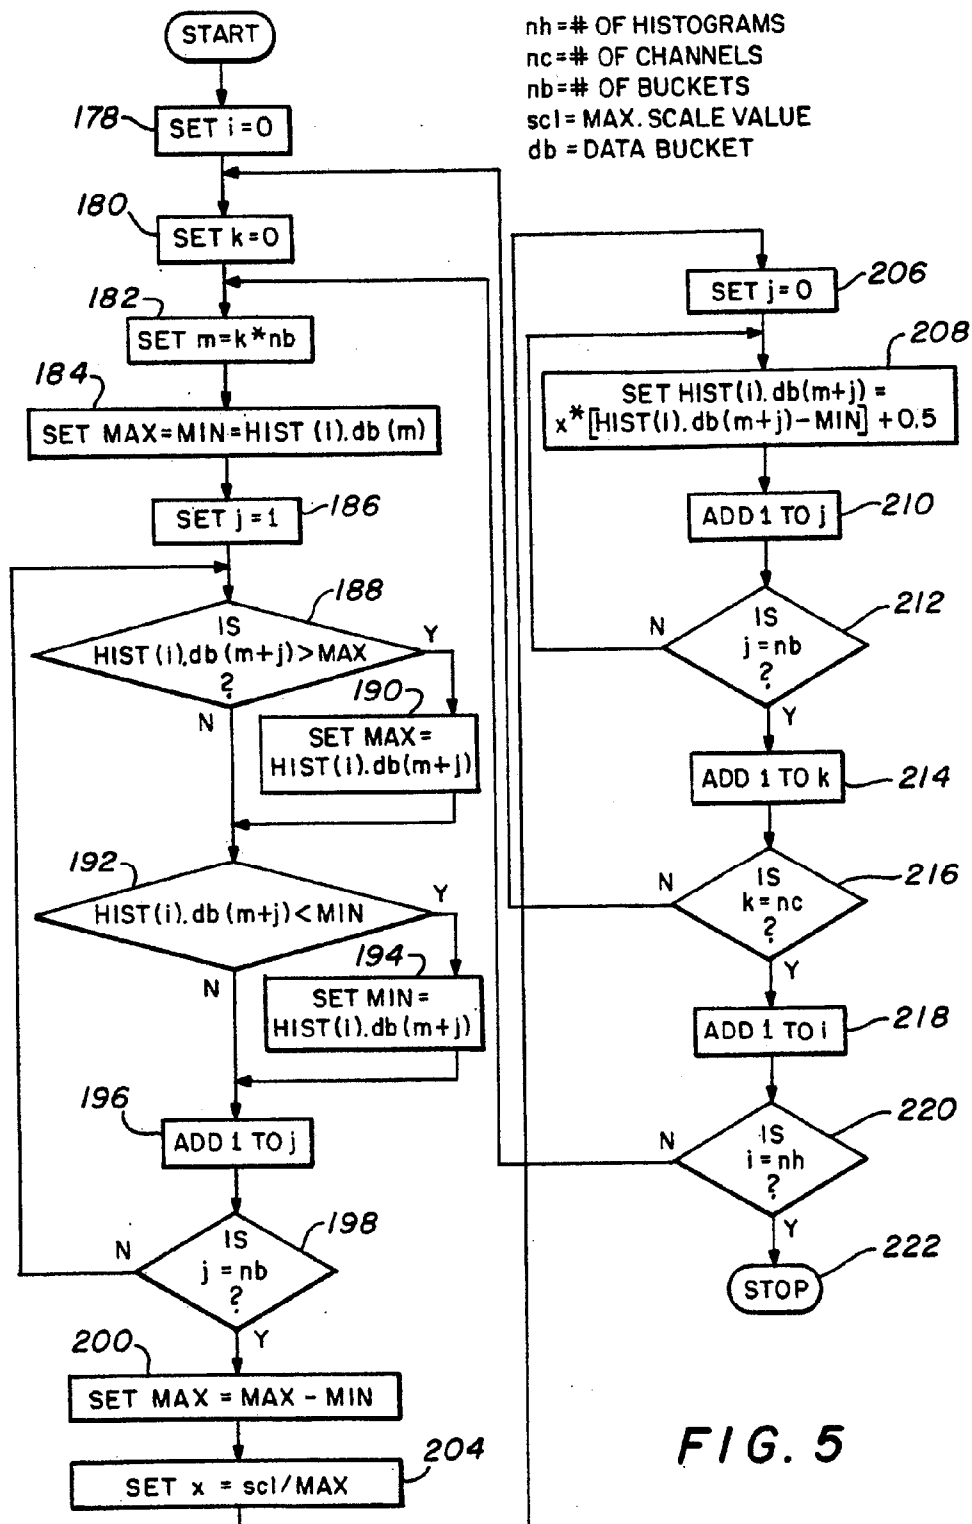 START
178
SET i=0
180
SET k=0
182
SET m=k*nb
184
SET MAX=MIN=HIST (i).db (m)
SET j=1
186
188
IS
HIST (i),db(m+j)>MAX
?
Y
N
190
SET MAX=
HIST(i).db(m+j)
192
HIST(i).db(m+j)<MIN
Y
N
194
SET MIN=
HIST(i).db(m+j)
196
ADD 1 TO j
198
IS
j=nb
?
N
Y
200
SET MAX = MAX - MIN
204
SET x = scl/MAX
nh=# OF HISTOGRAMS
nc=# OF CHANNELS
nb=# OF BUCKETS
scl=MAX. SCALE VALUE
db =DATA BUCKET
SET j=0
206
208
SET HIST(i).db(m+j)=
x*[HIST(i).db(m+j)-MIN]+0.5
ADD 1 TO j
210
IS
j=nb
?
212
N
Y
ADD 1 TO k
214
IS
k=nc
?
216
N
Y
ADD 1 TO i
218
IS
i=nh
?
220
N
Y
STOP
222
FIG. 5